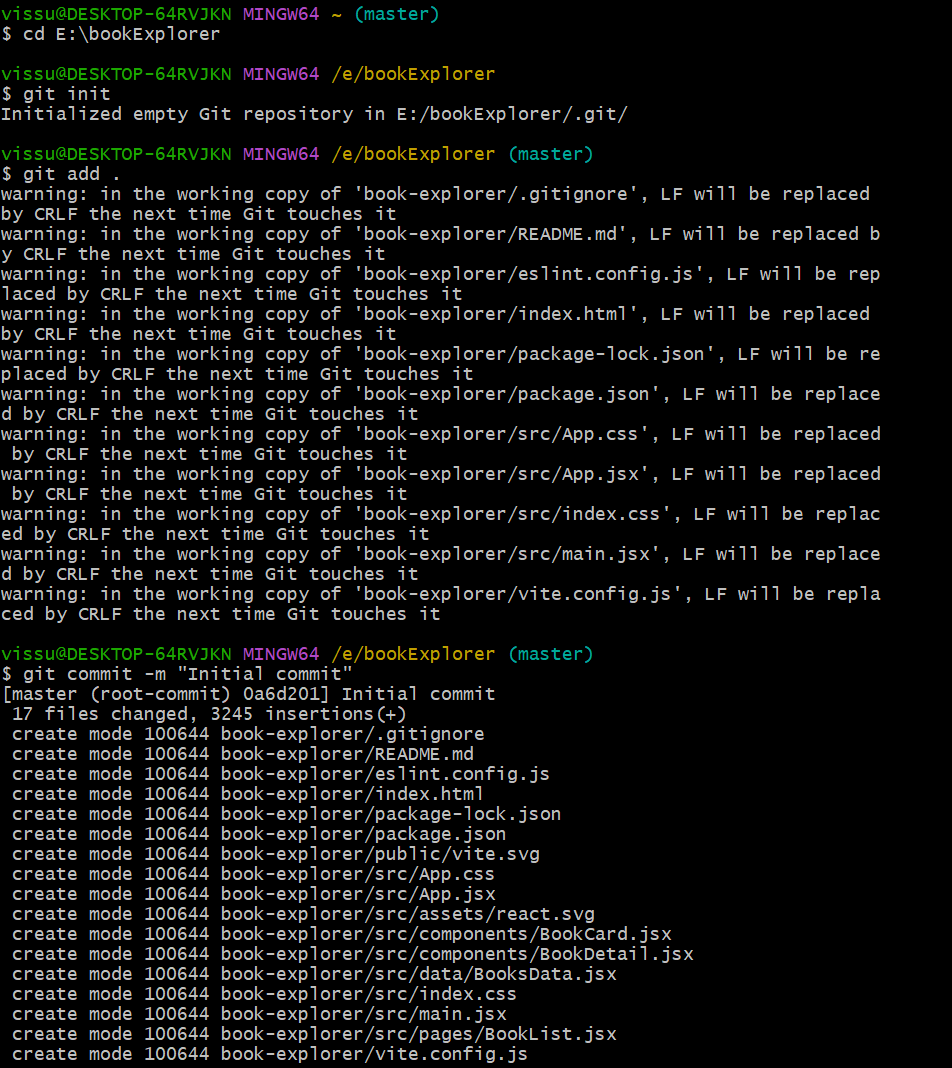 vissu@DESKTOP-64RVJKN MINGW64 ~ (master)
$ cd E:\bookExplorer

vissu@DESKTOP-64RVJKN MINGW64 /e/bookExplorer
$ git init
Initialized empty Git repository in E:/bookExplorer/.git/

vissu@DESKTOP-64RVJKN MINGW64 /e/bookExplorer (master)
$ git add .
warning: in the working copy of 'book-explorer/.gitignore', LF will be replaced
by CRLF the next time Git touches it
warning: in the working copy of 'book-explorer/README.md', LF will be replaced b
y CRLF the next time Git touches it
warning: in the working copy of 'book-explorer/eslint.config.js', LF will be rep
laced by CRLF the next time Git touches it
warning: in the working copy of 'book-explorer/index.html', LF will be replaced
by CRLF the next time Git touches it
warning: in the working copy of 'book-explorer/package-lock.json', LF will be re
placed by CRLF the next time Git touches it
warning: in the working copy of 'book-explorer/package.json', LF will be replace
d by CRLF the next time Git touches it
warning: in the working copy of 'book-explorer/src/App.css', LF will be replaced
 by CRLF the next time Git touches it
warning: in the working copy of 'book-explorer/src/App.jsx', LF will be replaced
 by CRLF the next time Git touches it
warning: in the working copy of 'book-explorer/src/index.css', LF will be replac
ed by CRLF the next time Git touches it
warning: in the working copy of 'book-explorer/src/main.jsx', LF will be replace
d by CRLF the next time Git touches it
warning: in the working copy of 'book-explorer/vite.config.js', LF will be repla
ced by CRLF the next time Git touches it

vissu@DESKTOP-64RVJKN MINGW64 /e/bookExplorer (master)
$ git commit -m "Initial commit"
[master (root-commit) 0a6d201] Initial commit
 17 files changed, 3245 insertions(+)
 create mode 100644 book-explorer/.gitignore
 create mode 100644 book-explorer/README.md
 create mode 100644 book-explorer/eslint.config.js
 create mode 100644 book-explorer/index.html
 create mode 100644 book-explorer/package-lock.json
 create mode 100644 book-explorer/package.json
 create mode 100644 book-explorer/public/vite.svg
 create mode 100644 book-explorer/src/App.css
 create mode 100644 book-explorer/src/App.jsx
 create mode 100644 book-explorer/src/assets/react.svg
 create mode 100644 book-explorer/src/components/BookCard.jsx
 create mode 100644 book-explorer/src/components/BookDetail.jsx
 create mode 100644 book-explorer/src/data/BooksData.jsx
 create mode 100644 book-explorer/src/index.css
 create mode 100644 book-explorer/src/main.jsx
 create mode 100644 book-explorer/src/pages/BookList.jsx
 create mode 100644 book-explorer/vite.config.js